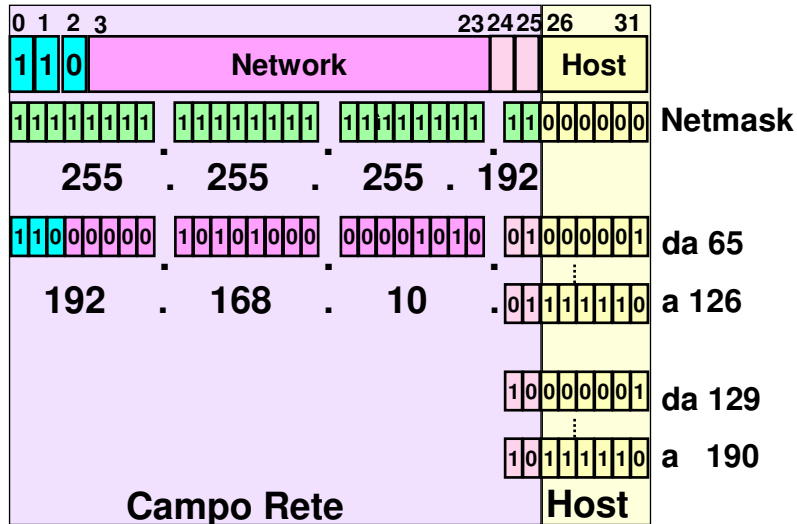 0 1 2 3 23 24 25 26 31
1 1 0 Network Host
11111111 . 11111111 . 11111111 . 11000000 Netmask
255 . 255 . 255 . 192
11000000 . 10101000 . 00001010 . 01000001 da 65
192 . 168 . 10 . 01111110 a 126
10000001 da 129
10111110 a 190
Campo Rete Host